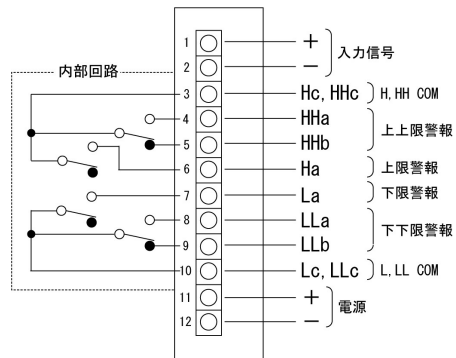 内部回路
1 + 入力信号
2 −
3 Hc, HHc H, HH COM
4 HHa 上上限警報
5 HHb
6 Ha 上限警報
7 La 下限警報
8 LLa 下下限警報
9 LLb
10 Lc, LLc L, LL COM
11 + 電源
12 −